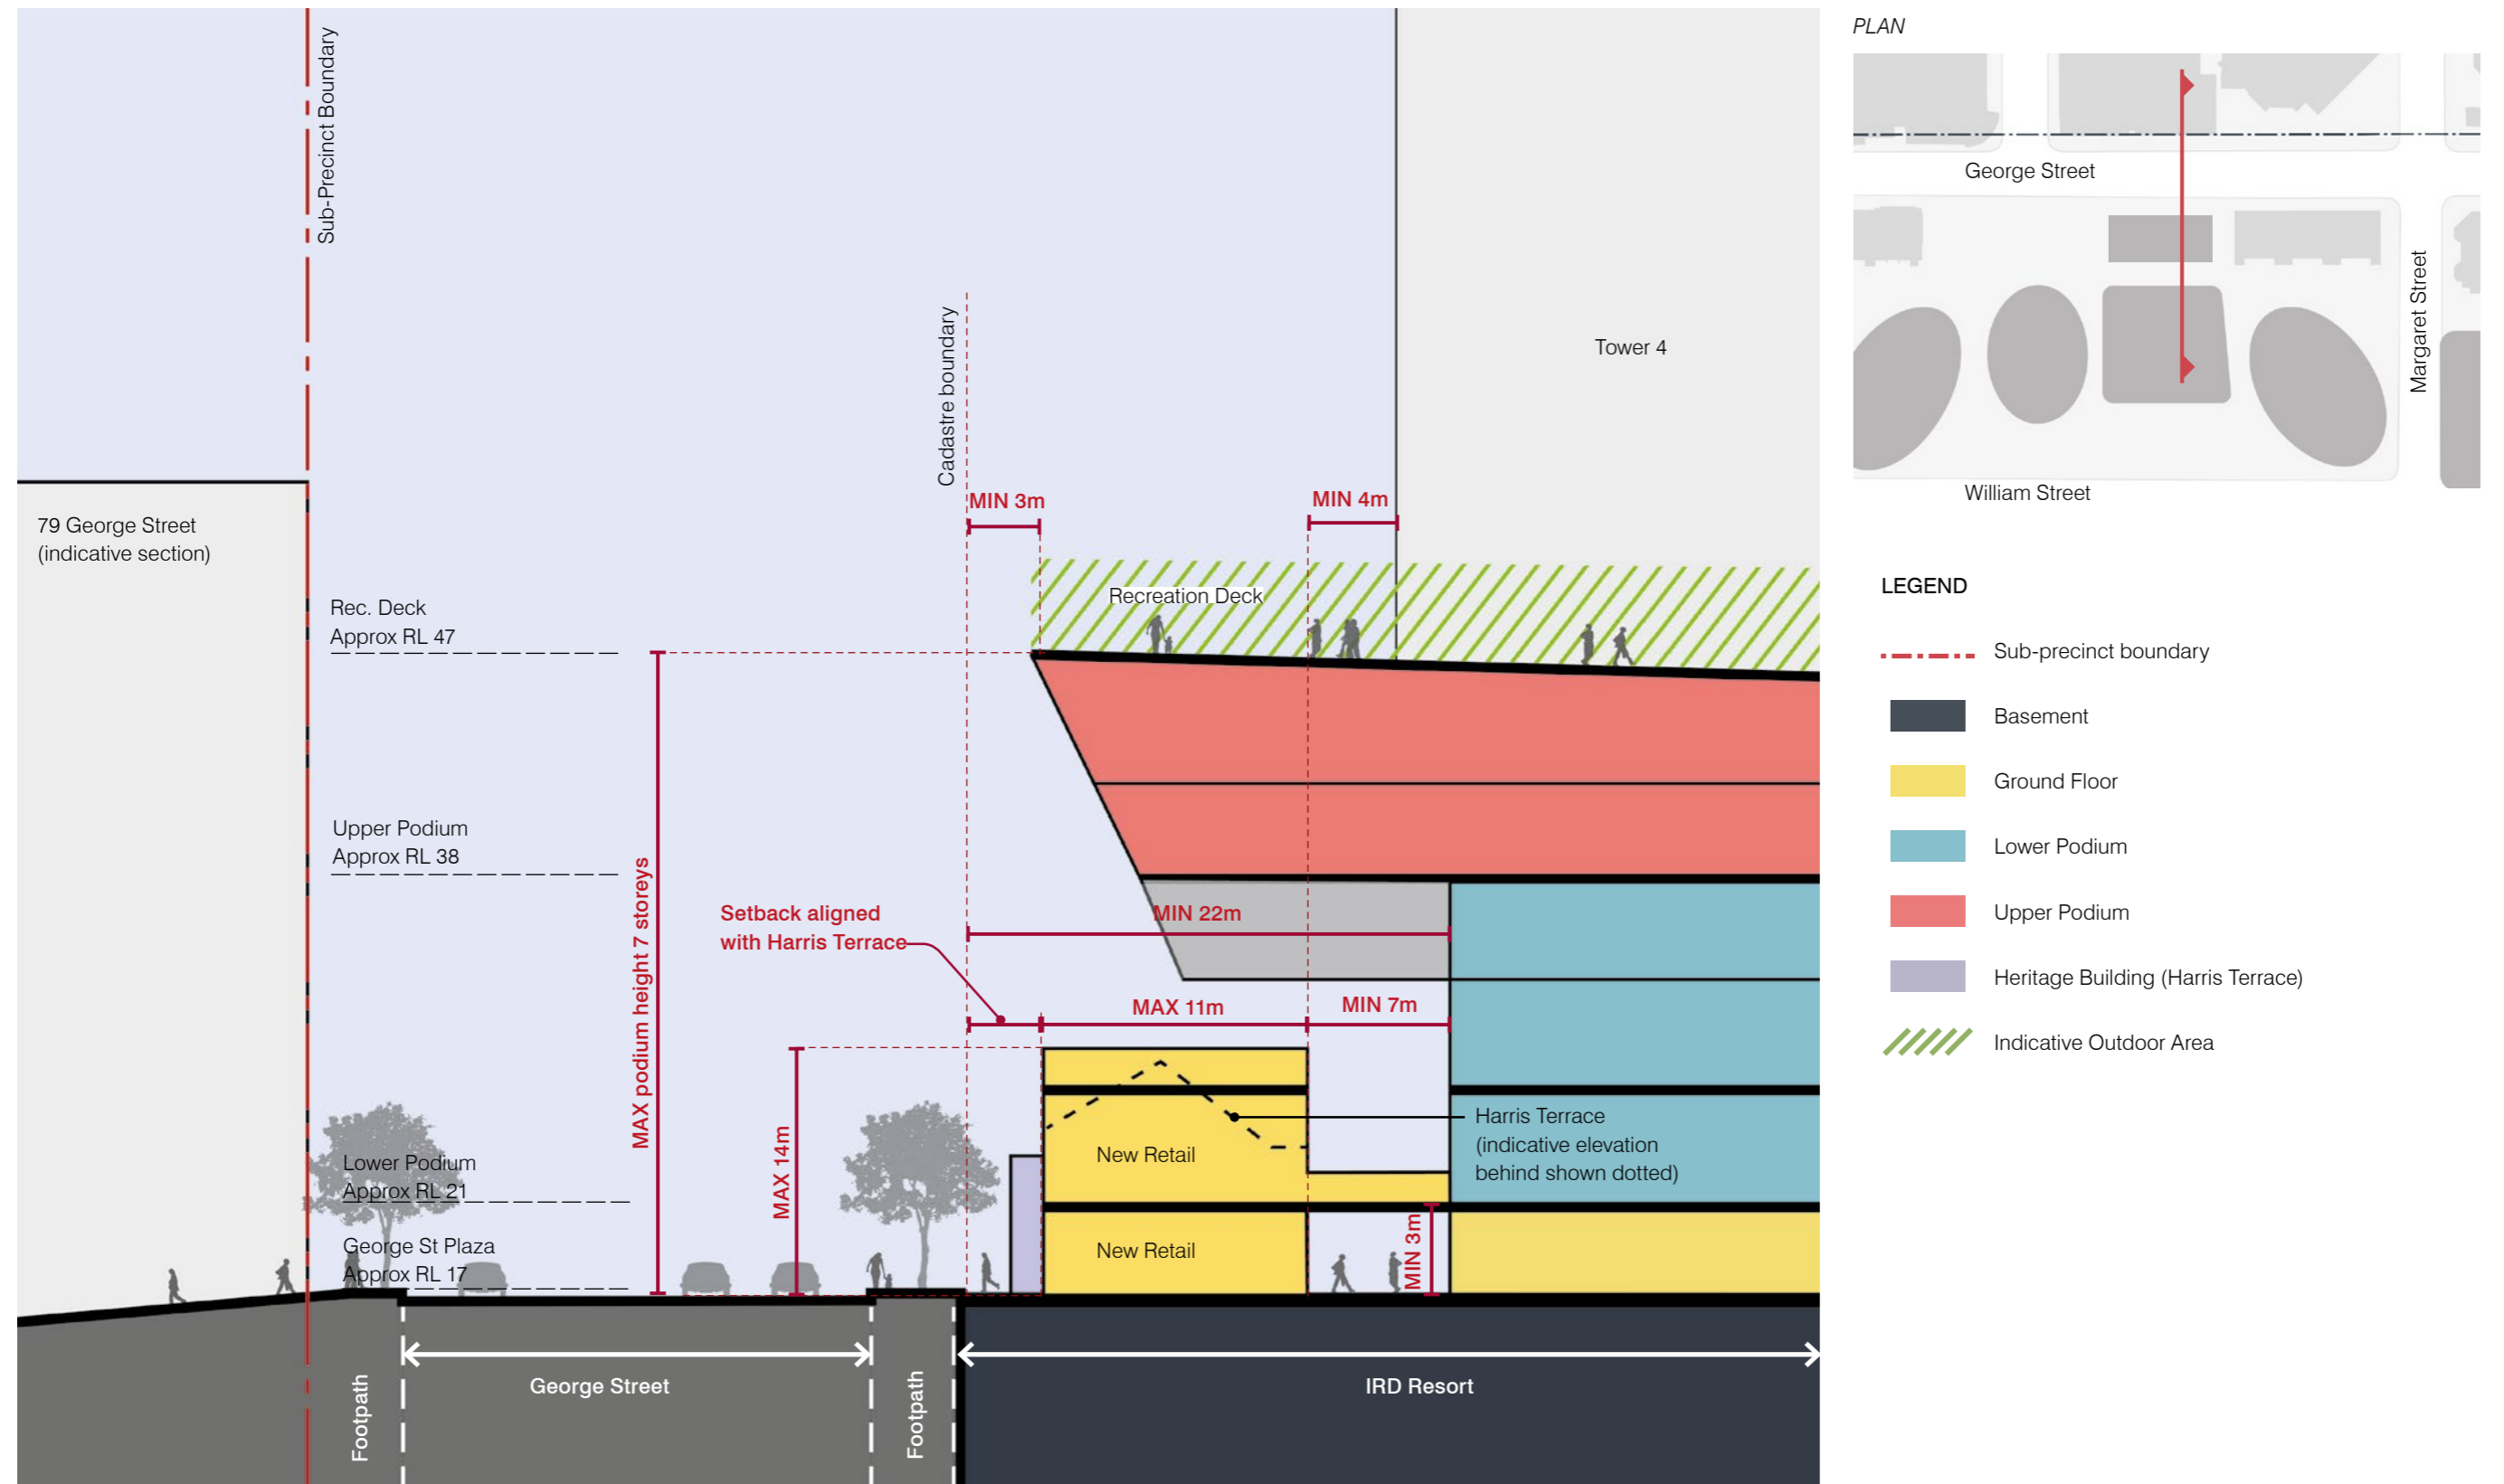 Sub-Precinct Boundary
79 George Street
(indicative section)
Rec. Deck
Approx RL 47
Upper Podium
Approx RL 38
Lower Podium
Approx RL 21
George St Plaza
Approx RL 17
MAX podium height 7 storeys
MAX 14m
Setback aligned
with Harris Terrace
Cadastre boundary
MIN 3m
MIN 4m
Tower 4
Recreation Deck
MIN 22m
MAX 11m
MIN 7m
New Retail
New Retail
Harris Terrace
(indicative elevation
behind shown dotted)
MIN 3m
Footpath
George Street
Footpath
IRD Resort
PLAN
George Street
Margaret Street
William Street
LEGEND
Sub-precinct boundary
Basement
Ground Floor
Lower Podium
Upper Podium
Heritage Building (Harris Terrace)
Indicative Outdoor Area